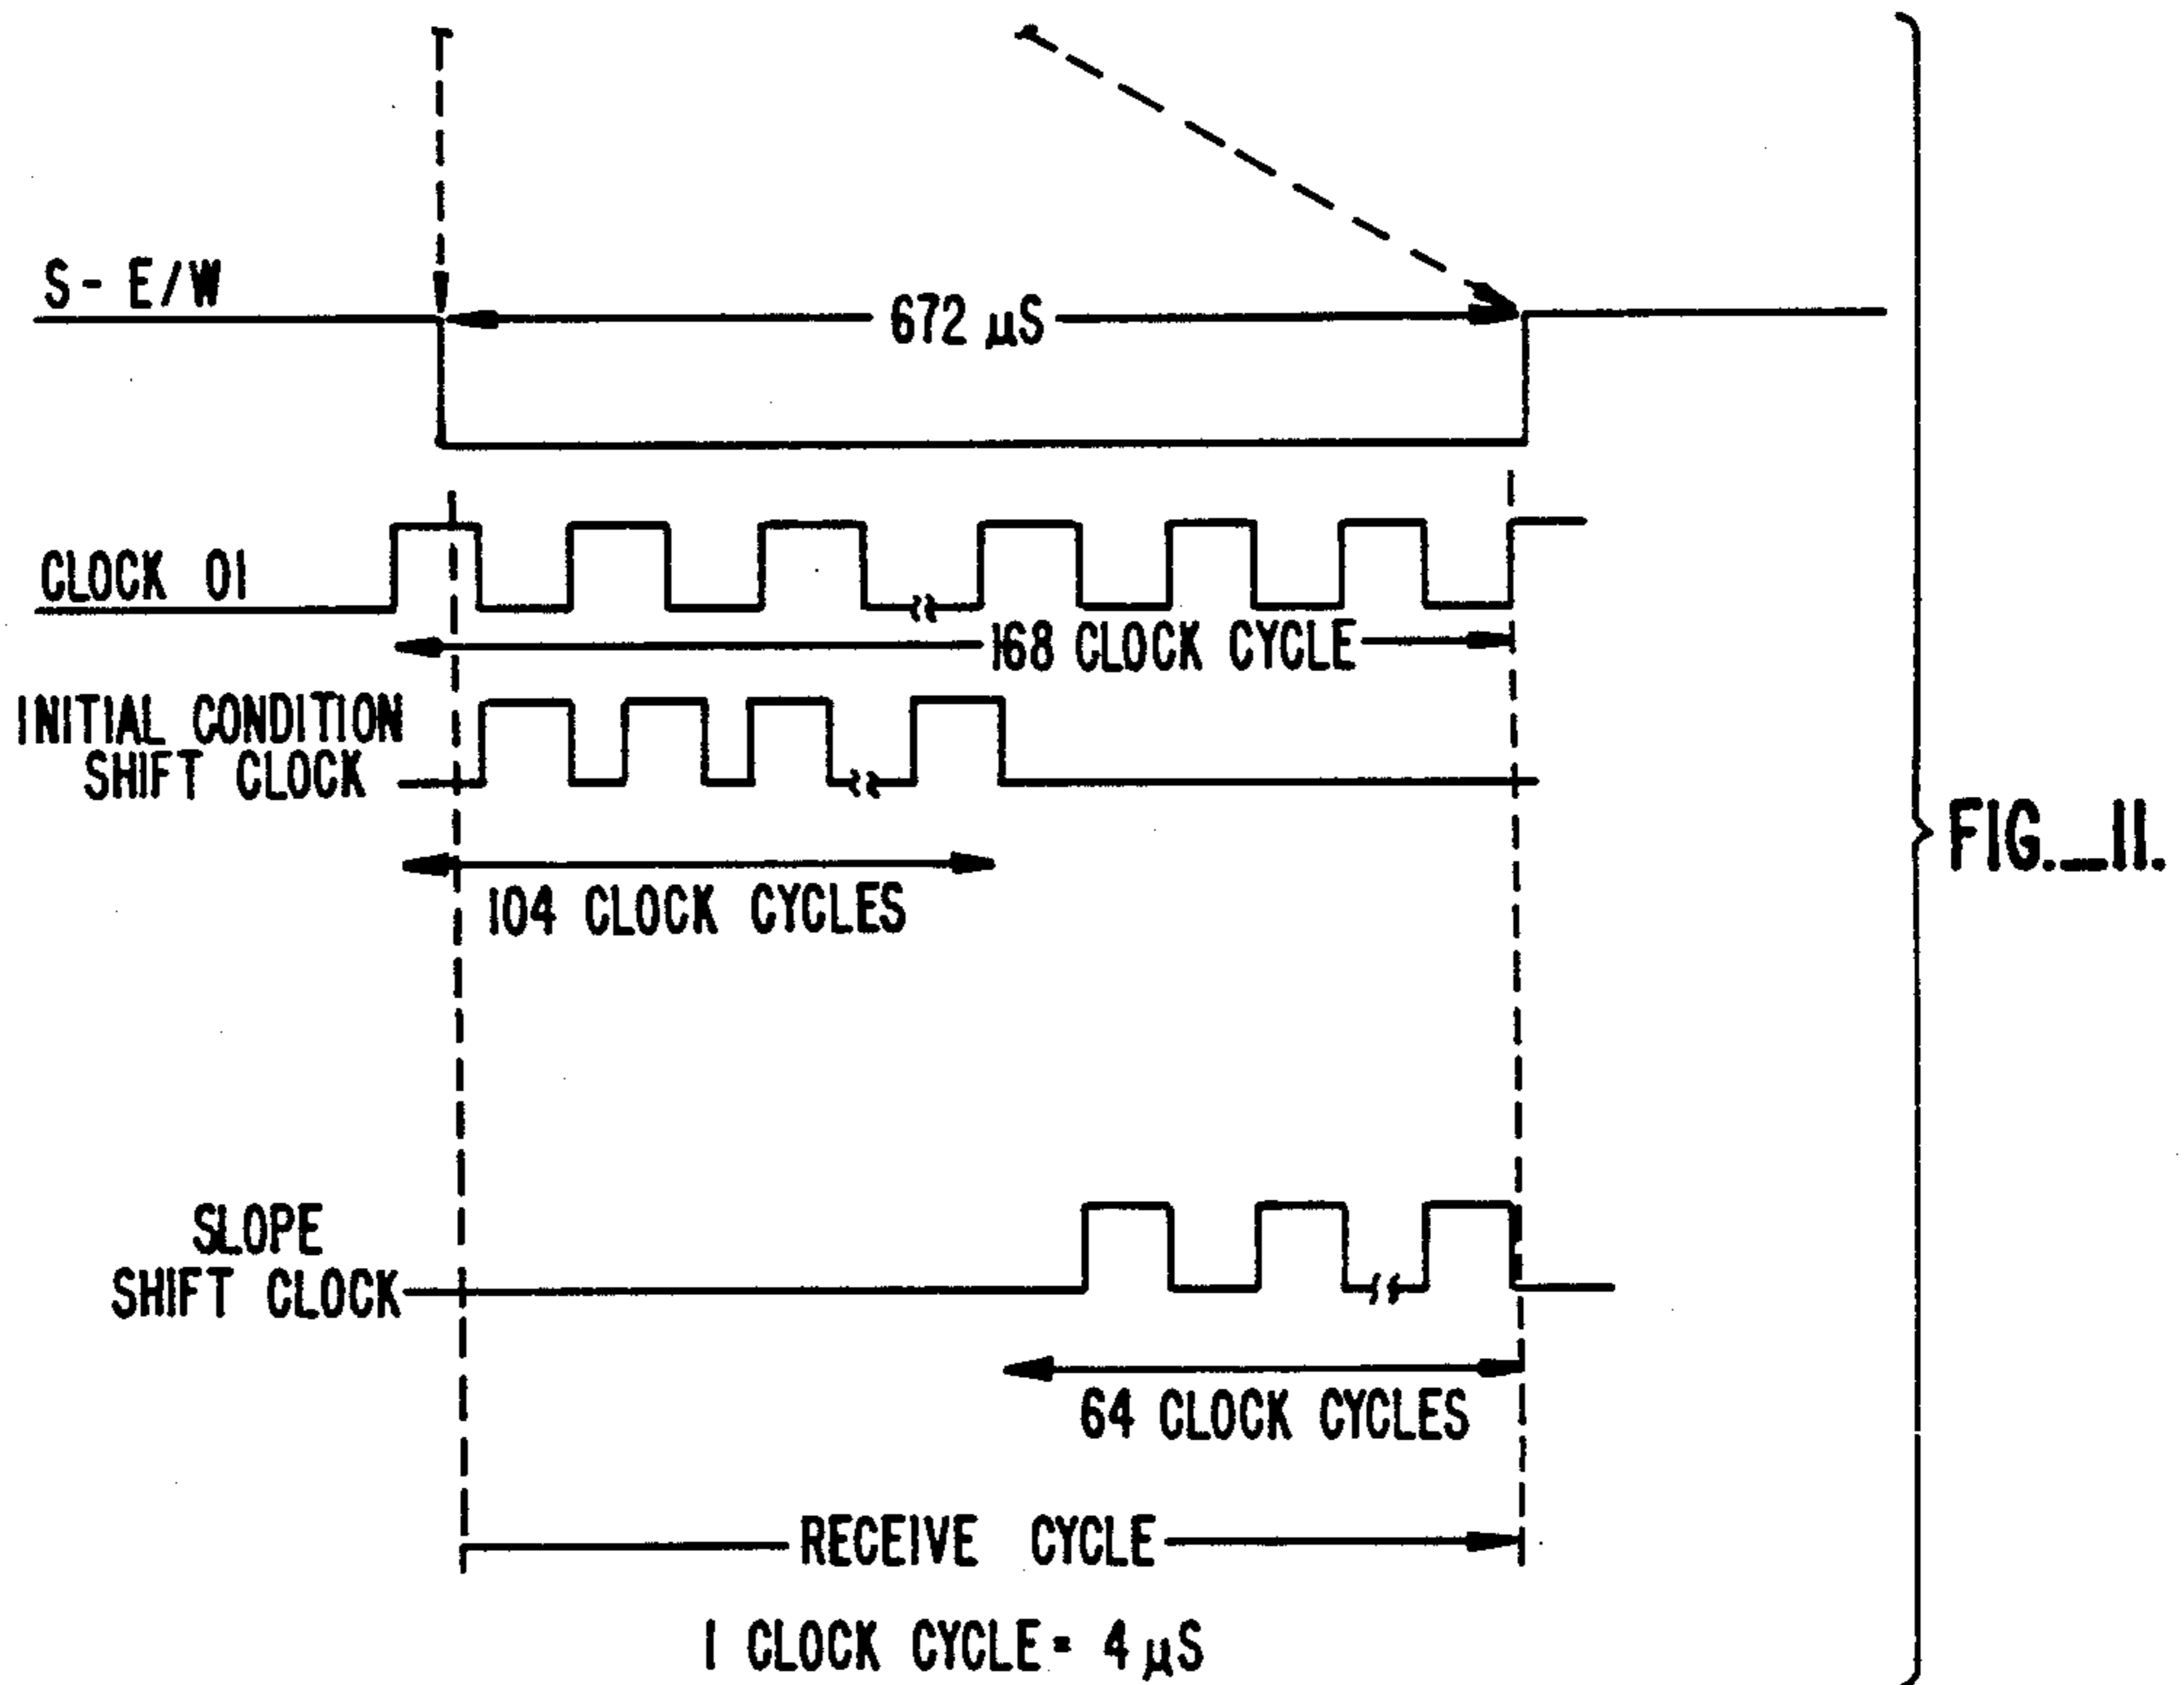 S- E/W
672 µS
CLOCK 01
168 CLOCK CYCLE
INITIAL CONDITION
SHIFT CLOCK
104 CLOCK CYCLES
FIG._11.
SLOPE
SHIFT CLOCK
64 CLOCK CYCLES
RECEIVE CYCLE
1 CLOCK CYCLE= 4 µS